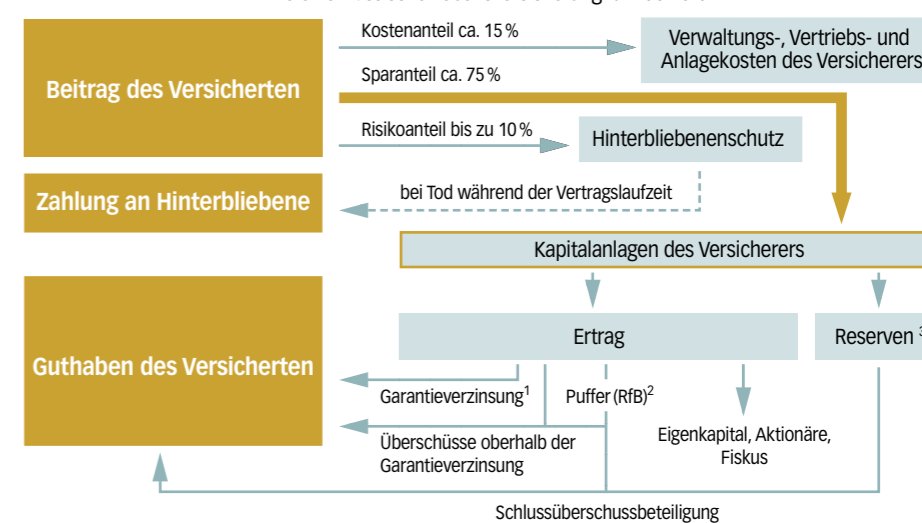 Kostenanteil ca. 15 %
Verwaltungs-, Vertriebs- und
Anlagekosten des Versicherers
Beitrag des Versicherten
Sparanteil ca. 75 %
Risikoanteil bis zu 10 %
Hinterbliebenenschutz
Zahlung an Hinterbliebene
bei Tod während der Vertragslaufzeit
Kapitalanlagen des Versicherers
Ertrag
Reserven 3
Guthaben des Versicherten
Garantieverzinsung1
Puffer (RfB)2
Überschüsse oberhalb der
Garantieverzinsung
Eigenkapital, Aktionäre,
Fiskus
Schlussüberschussbeteiligung